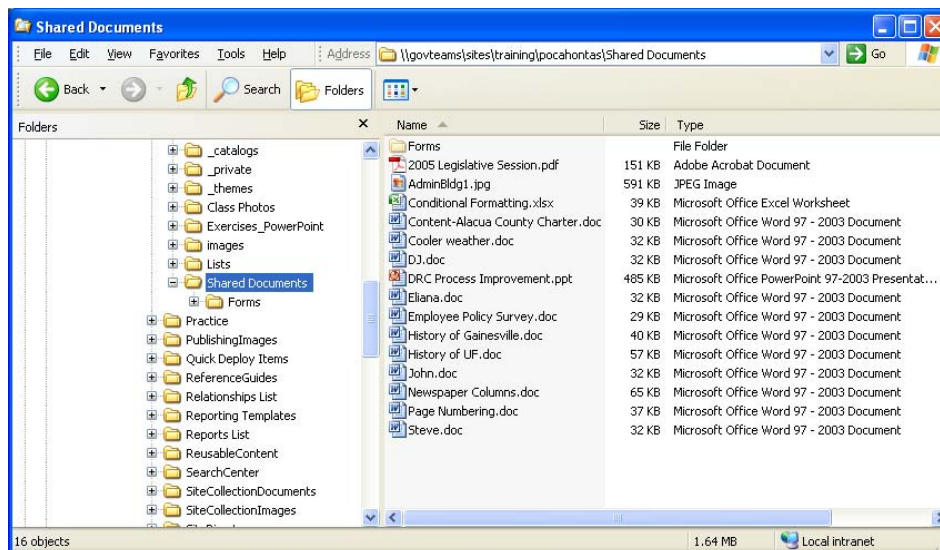 Shared Documents
File Edit View Favorites Tools Help Address \\govteams\sites\training\pocahontas\Shared Documents Go
Back Search Folders
Folders x
_catalogs
_private
_themes
Class Photos
Exercises_PowerPoint
images
Lists
Shared Documents
Forms
Practice
PublishingImages
Quick Deploy Items
ReferenceGuides
Relationships List
Reporting Templates
Reports List
ReusableContent
SearchCenter
SiteCollectionDocuments
SiteCollectionImages
Name Size Type
Forms File Folder
2005 Legislative Session.pdf 151 KB Adobe Acrobat Document
AdminBldg1.jpg 591 KB JPEG Image
Conditional Formatting.xlsx 39 KB Microsoft Office Excel Worksheet
Content-Alacua County Charter.doc 30 KB Microsoft Office Word 97 - 2003 Document
Cooler weather.doc 32 KB Microsoft Office Word 97 - 2003 Document
DJ.doc 32 KB Microsoft Office Word 97 - 2003 Document
DRC Process Improvement.ppt 485 KB Microsoft Office PowerPoint 97-2003 Presentat...
Eliana.doc 32 KB Microsoft Office Word 97 - 2003 Document
Employee Policy Survey.doc 29 KB Microsoft Office Word 97 - 2003 Document
History of Gainesville.doc 40 KB Microsoft Office Word 97 - 2003 Document
History of UF.doc 57 KB Microsoft Office Word 97 - 2003 Document
John.doc 32 KB Microsoft Office Word 97 - 2003 Document
Newspaper Columns.doc 65 KB Microsoft Office Word 97 - 2003 Document
Page Numbering.doc 37 KB Microsoft Office Word 97 - 2003 Document
Steve.doc 32 KB Microsoft Office Word 97 - 2003 Document
16 objects 1.64 MB Local intranet